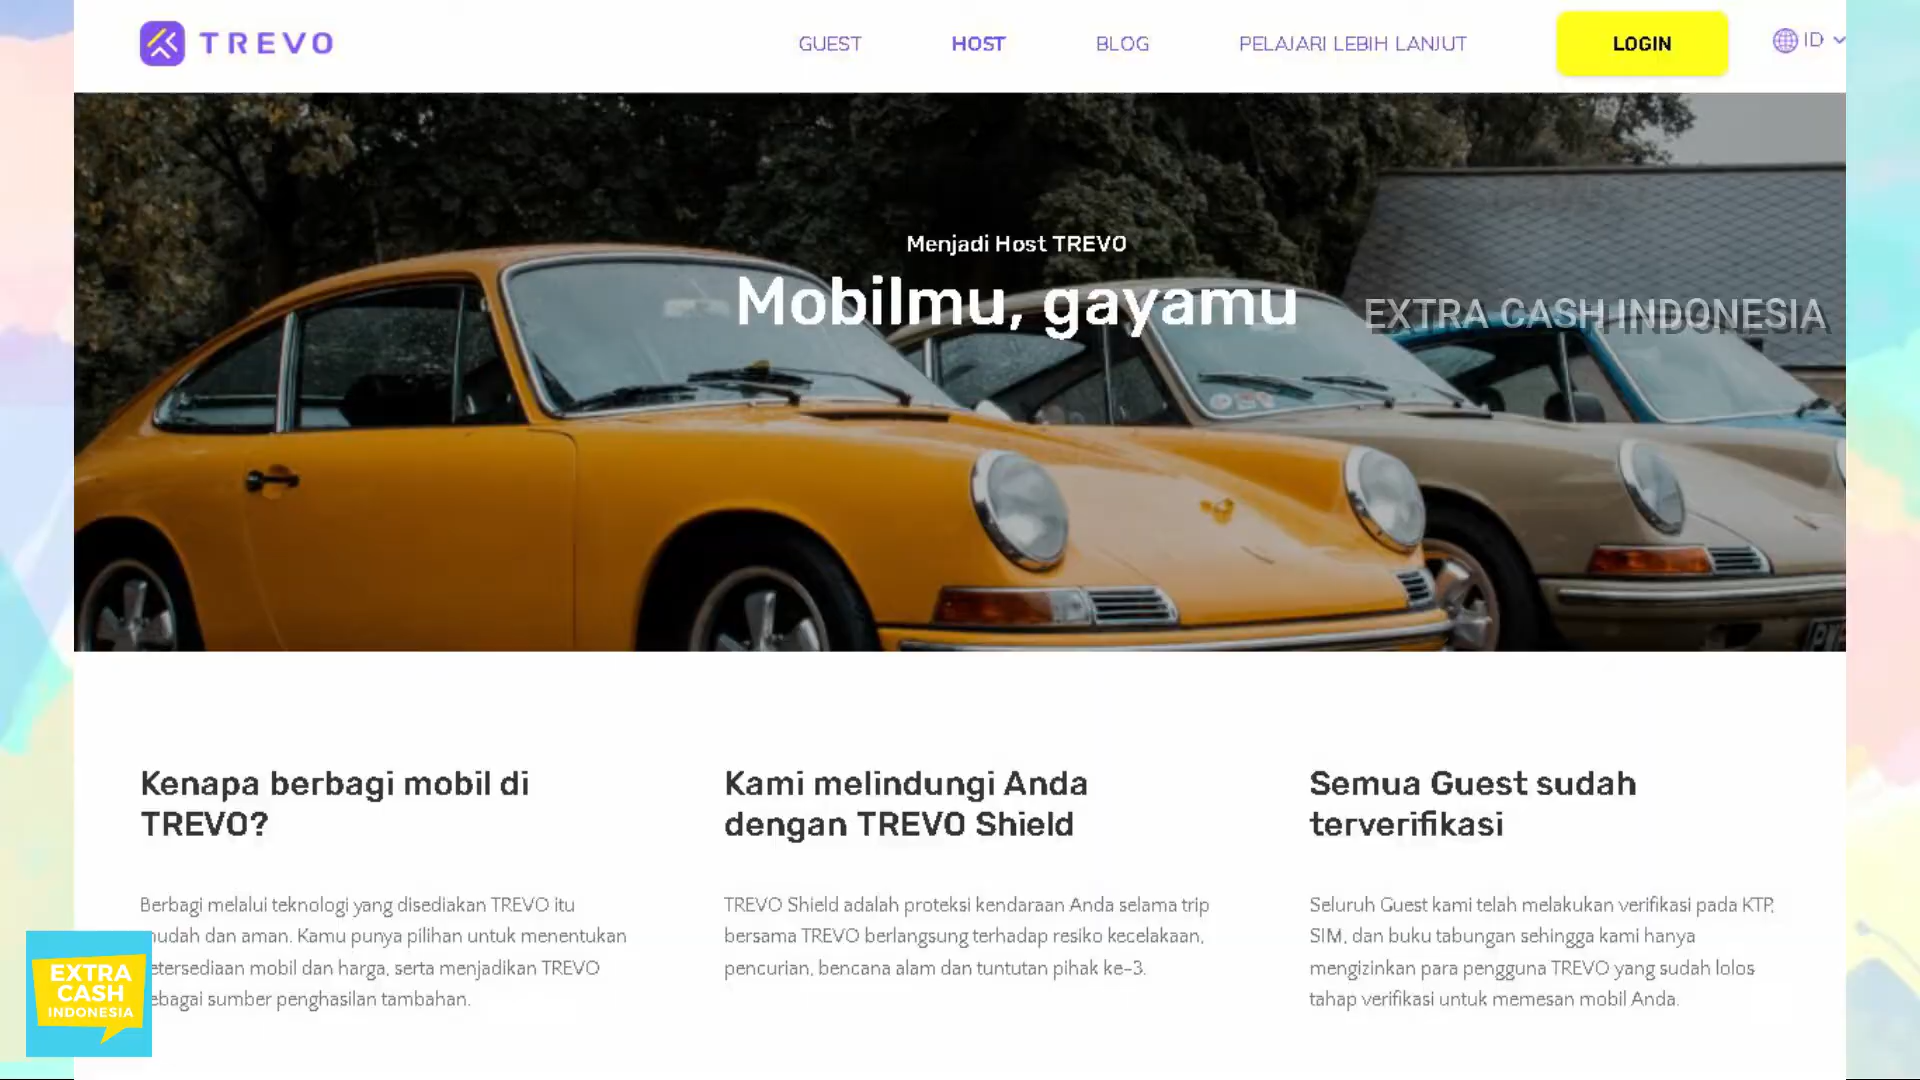 TREVO
GUEST
HOST
BLOG
PELAJARI LEBIH LANJUT
LOGIN
ID
Menjadi Host TREVO
Mobilmu, gayamu
EXTRA CASH INDONESIA
Kenapa berbagi mobil di
TREVO?
Berbagi melalui teknologi yang disediakan TREVO itu
mudah dan aman. Kamu punya pilihan untuk menentukan
etersediaan mobil dan harga, serta menjadikan TREVO
ebagai sumber penghasilan tambahan.
Kami melindungi Anda
dengan TREVO Shield
TREVO Shield adalah proteksi kendaraan Anda selama trip
bersama TREVO berlangsung terhadap resiko kecelakaan,
pencurian, bencana alam dan tuntutan pihak ke-3.
Semua Guest sudah
terverifikasi
Seluruh Guest kami telah melakukan verifikasi pada KTP,
SIM, dan buku tabungan sehingga kami hanya
mengizinkan para pengguna TREVO yang sudah lolos
tahap verifikasi untuk memesan mobil Anda.
EXTRA
CASH
INDONESIA